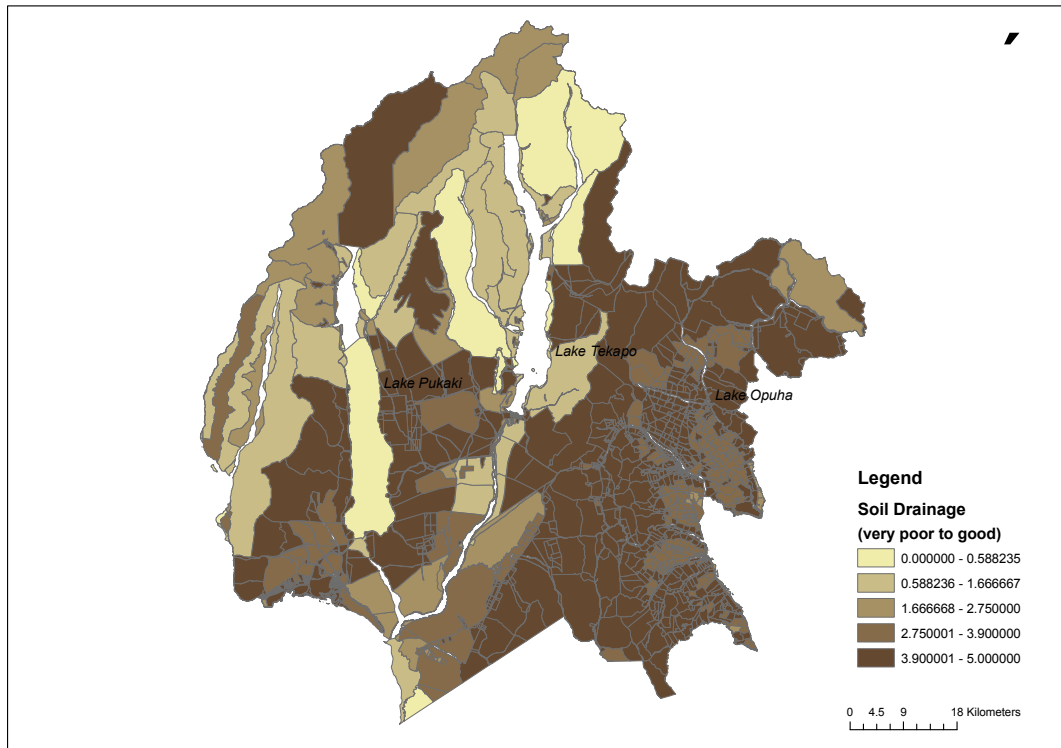 Lake Tekapo
Lake Pukaki
Lake Opuha
Legend
Soil Drainage
(very poor to good)
0.000000 - 0.588235
0.588236 - 1.666667
1.666668 - 2.750000
2.750001 - 3.900000
3.900001 - 5.000000
0 4.5 9 18 Kilometers